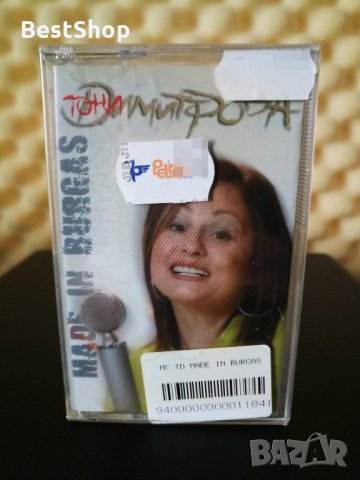 BestShop
ТОНИ
ДИМИТРОВА
MADE IN BURGAS
MC TD MADE IN BURGAS
9400000000011841
BAZAR